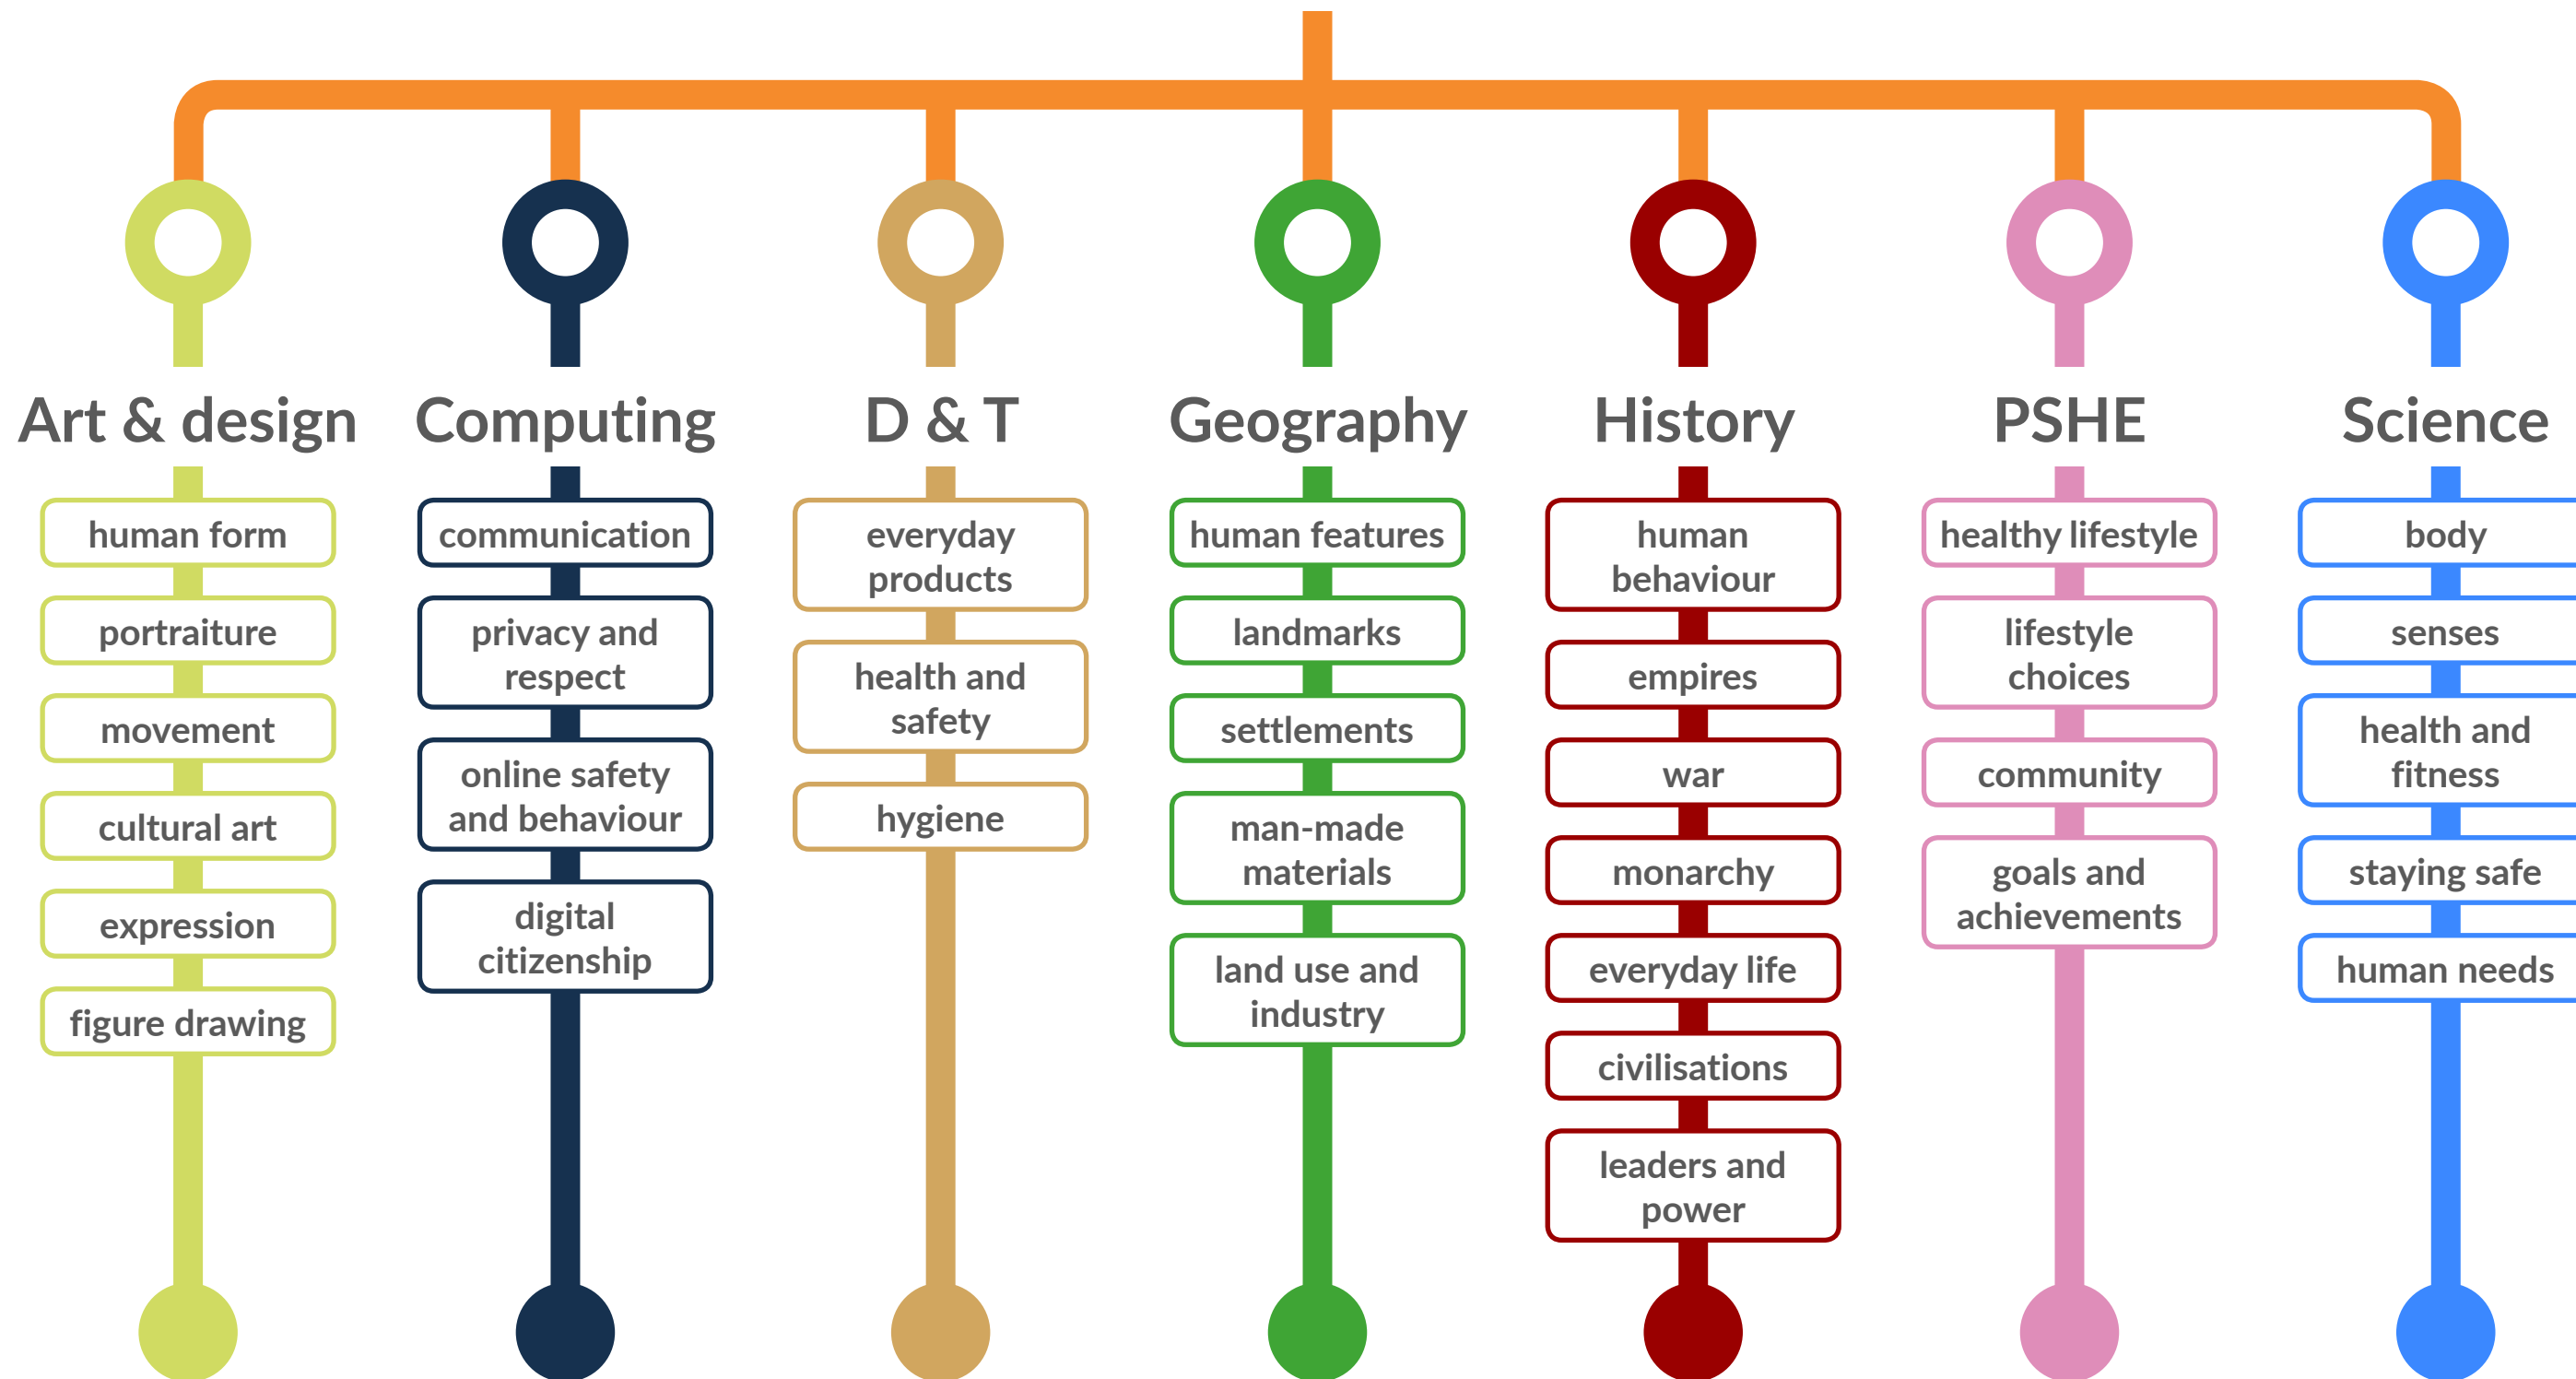 Art & design
human form
portraiture
movement
cultural art
expression
figure drawing
Computing
communication
privacy and
respect
online safety
and behaviour
digital
citizenship
D & T
everyday
products
health and
safety
hygiene
Geography
human features
landmarks
settlements
man-made
materials
land use and
industry
History
human
behaviour
empires
war
monarchy
everyday life
civilisations
leaders and
power
PSHE
healthy lifestyle
lifestyle
choices
community
goals and
achievements
Science
body
senses
health and
fitness
staying safe
human needs